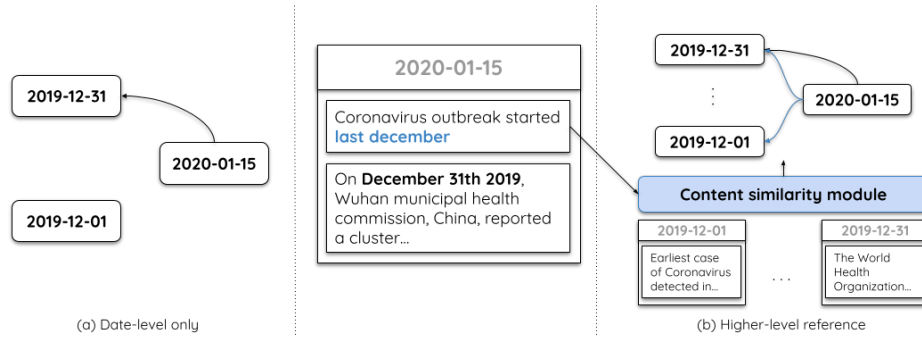 2019-12-31
2020-01-15
2019-12-01
(a) Date-level only
2020-01-15
Coronavirus outbreak started
last december
On December 31th 2019,
Wuhan municipal health
commission, China, reported
a cluster...
2019-12-31
2020-01-15
2019-12-01
Content similarity module
2019-12-01
Earliest case
of Coronavirus
detected in...
...
2019-12-31
The World
Health
Organization...
(b) Higher-level reference